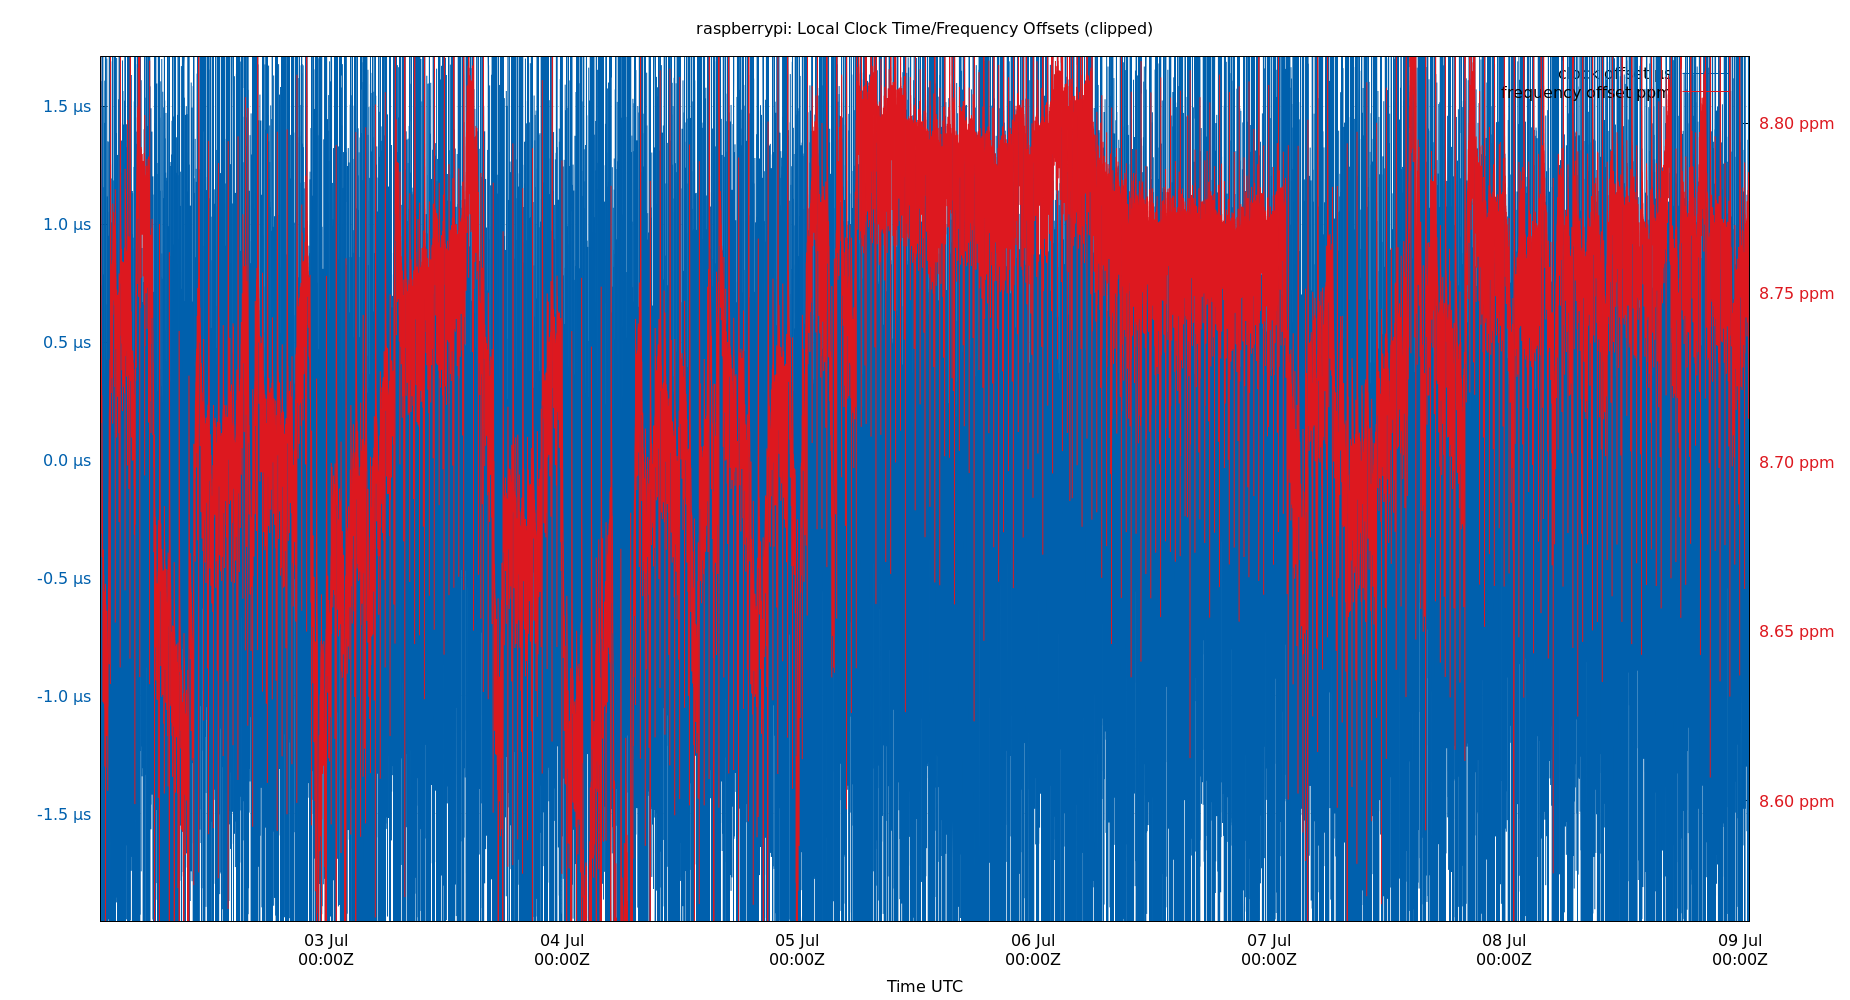 raspberrypi: Local Clock Time/Frequency Offsets (clipped)
clock offset µs
frequency offset ppm
1.5 µs
1.0 µs
0.5 µs
0.0 µs
-0.5 µs
-1.0 µs
-1.5 µs
8.80 ppm
8.75 ppm
8.70 ppm
8.65 ppm
8.60 ppm
03 Jul
00:00Z
04 Jul
00:00Z
05 Jul
00:00Z
06 Jul
00:00Z
07 Jul
00:00Z
08 Jul
00:00Z
09 Jul
00:00Z
Time UTC